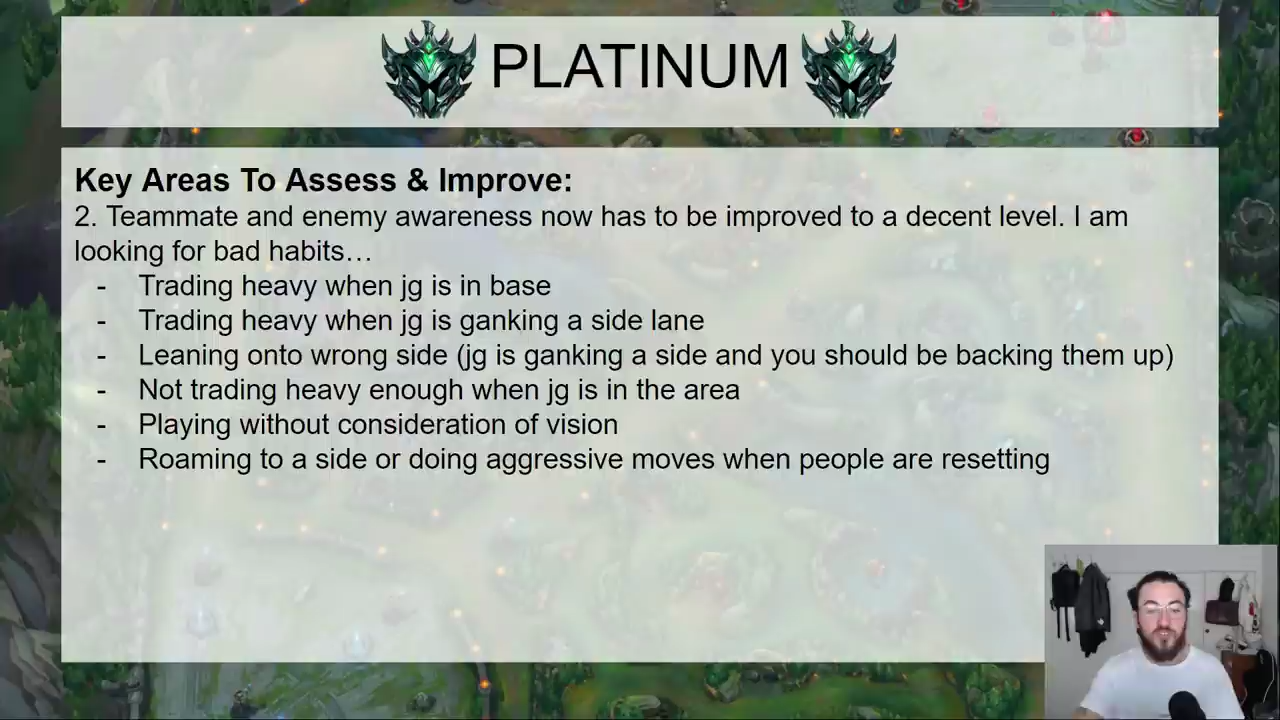 PLATINUM
Key Areas To Assess & Improve:
2. Teammate and enemy awareness now has to be improved to a decent level. I am
looking for bad habits…
- Trading heavy when jg is in base
- Trading heavy when jg is ganking a side lane
- Leaning onto wrong side (jg is ganking a side and you should be backing them up)
- Not trading heavy enough when jg is in the area
- Playing without consideration of vision
- Roaming to a side or doing aggressive moves when people are resetting